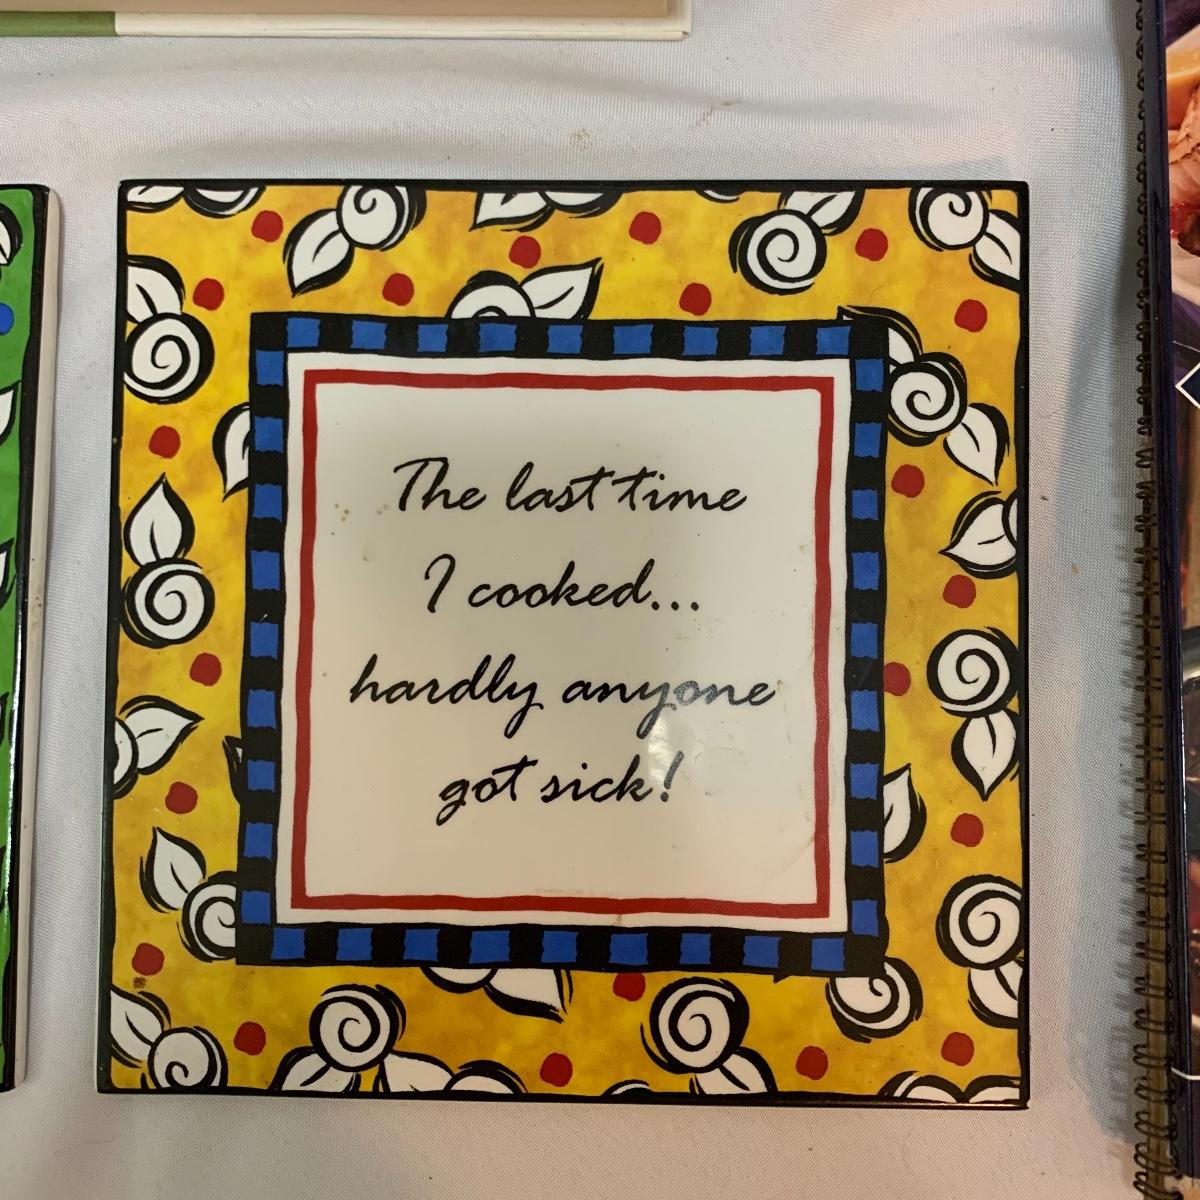 The last time
I cooked...
hardly anyone
got sick!